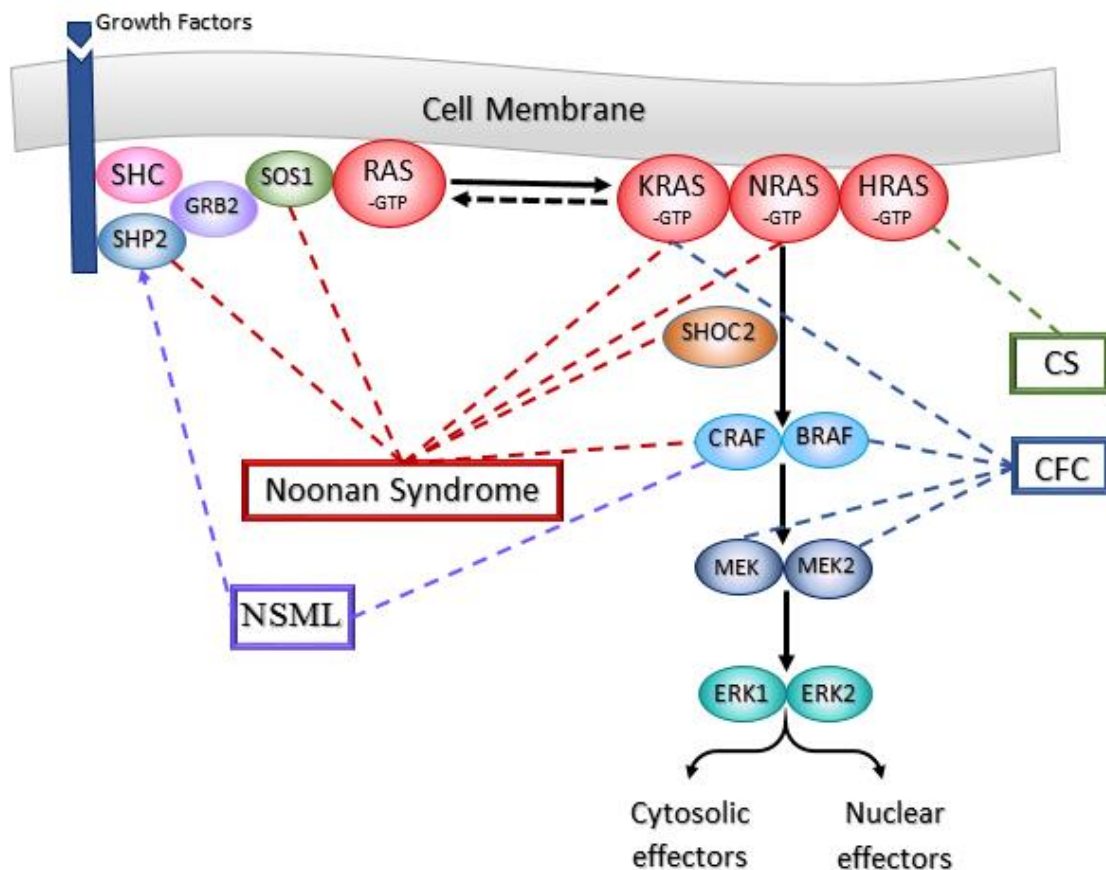 Growth Factors
Cell Membrane
SHC
GRB2
SHP2
SOS1
RAS
-GTP
KRAS
-GTP
NRAS
-GTP
HRAS
-GTP
SHOC2
CS
CRAF
BRAF
CFC
Noonan Syndrome
MEK
MEK2
NSML
ERK1
ERK2
Cytosolic
effectors
Nuclear
effectors